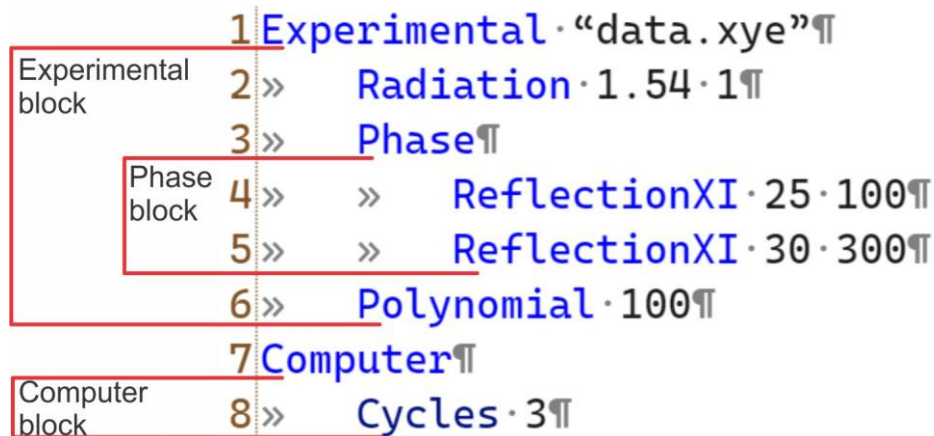 1 Experimental·“data.xye”¶
Experimental
block
2 » Radiation·1.54·1¶
3 » Phase¶
Phase
block
4 » » ReflectionXI·25·100¶
5 » » ReflectionXI·30·300¶
6 » Polynomial·100¶
7 Computer¶
Computer
block
8 » Cycles·3¶